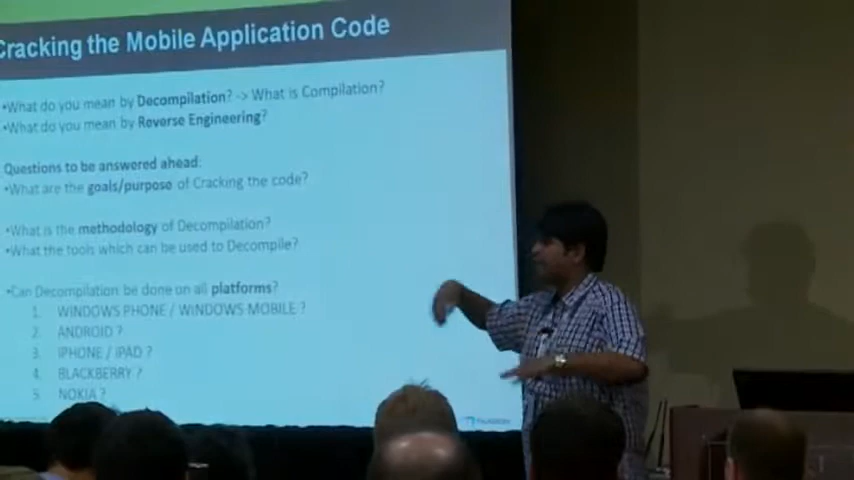 Cracking the Mobile Application Code
•What do you mean by Decompilation? -> What is Compilation?
•What do you mean by Reverse Engineering?
Questions to be answered ahead:
•What are the goals/purpose of Cracking the code?
•What is the methodology of Decompilation?
•What the tools which can be used to Decompile?
•Can Decompilation be done on all platforms?
1. WINDOWS PHONE / WINDOWS MOBILE ?
2. ANDROID ?
3. IPHONE / IPAD ?
4. BLACKBERRY ?
5. NOKIA ?